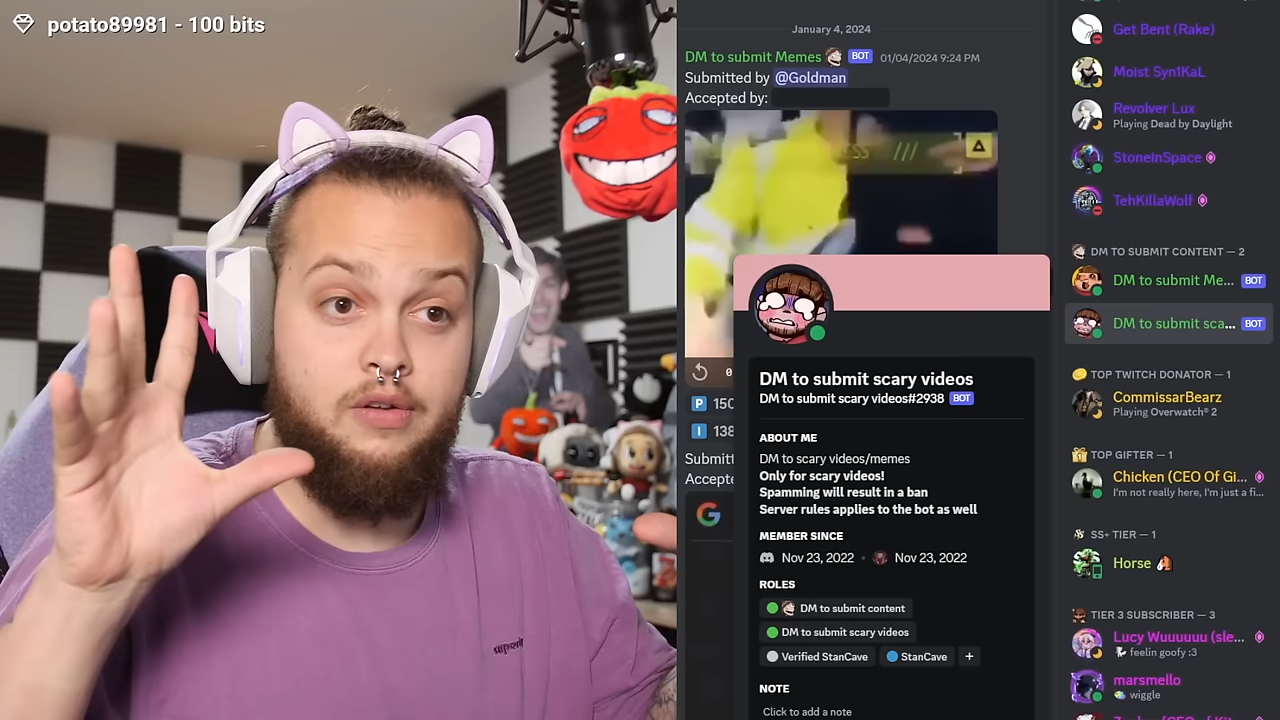 potato89981 - 100 bits
January 4, 2024
DM to submit Memes BOT 01/04/2024 9:24 PM
Submitted by @Goldman
Accepted by:
P 150
I 138
Submitt
Accepte
DM to submit scary videos
DM to submit scary videos#2938 BOT
ABOUT ME
DM to scary videos/memes
Only for scary videos!
Spamming will result in a ban
Server rules applies to the bot as well
MEMBER SINCE
Nov 23, 2022 • Nov 23, 2022
ROLES
DM to submit content
DM to submit scary videos
Verified StanCave
StanCave
+
NOTE
Click to add a note
Get Bent (Rake)
Moist Syn1KaL
Revolver Lux
Playing Dead by Daylight
StoneInSpace
TehKillaWolf
DM TO SUBMIT CONTENT — 2
DM to submit Me... BOT
DM to submit sca... BOT
TOP TWITCH DONATOR — 1
CommissarBearz
Playing Overwatch® 2
TOP GIFTER — 1
Chicken (CEO Of Gi...
I'm not really here, I'm just a fi...
SS+ TIER — 1
Horse
TIER 3 SUBSCRIBER — 3
Lucy Wuuuuuu (sle...
feelin goofy :3
marsmello
wiggle